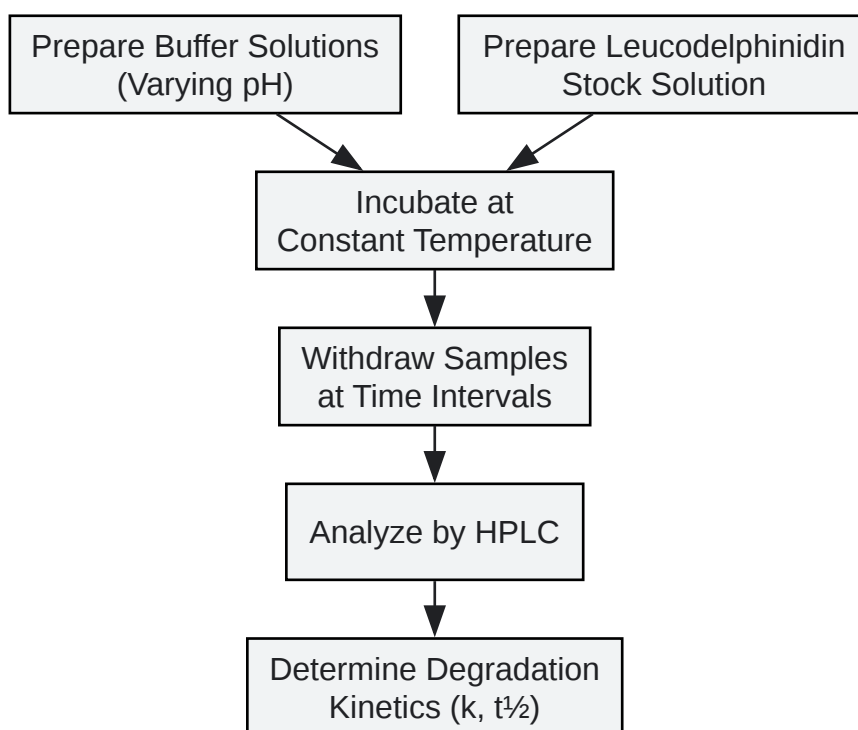 Prepare Buffer Solutions
(Varying pH)
Prepare Leucodelphinidin
Stock Solution
Incubate at
Constant Temperature
Withdraw Samples
at Time Intervals
Analyze by HPLC
Determine Degradation
Kinetics (k, t½)